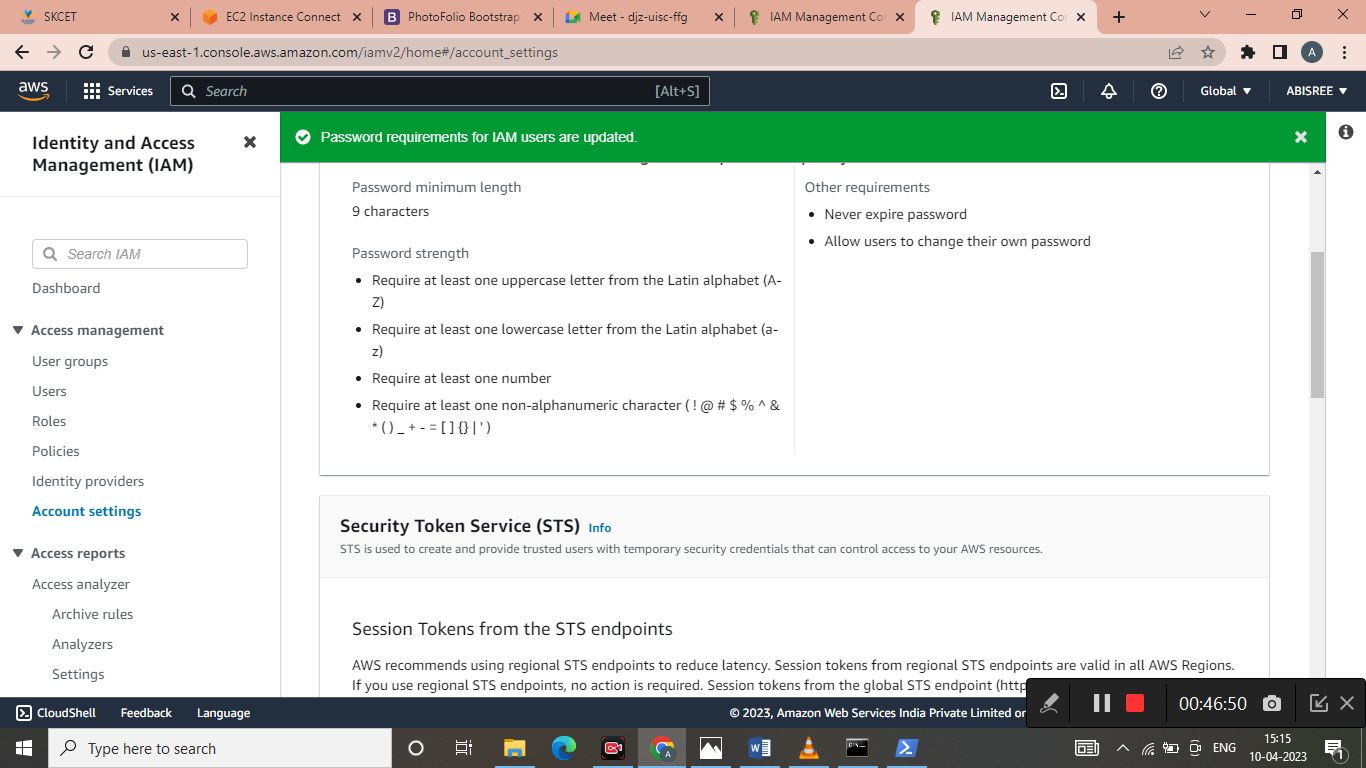 SKCET
EC2 Instance Connect
PhotoFolio Bootstrap
Meet - djz-uisc-ffg
IAM Management Co
IAM Management Co
us-east-1.console.aws.amazon.com/iamv2/home#/account_settings
A
aws
Services
Search
[Alt+S]
Global
ABISREE
Identity and Access
Management (IAM)
Password requirements for IAM users are updated.
Search IAM
Dashboard
Access management
User groups
Users
Roles
Policies
Identity providers
Account settings
Access reports
Access analyzer
Archive rules
Analyzers
Settings
Password minimum length
9 characters
Password strength
• Require at least one uppercase letter from the Latin alphabet (A-
Z)
• Require at least one lowercase letter from the Latin alphabet (a-
z)
• Require at least one number
• Require at least one non-alphanumeric character ( ! @ # $ % ^ &
* ( ) _ + - = [ ] {} | ' )
Other requirements
• Never expire password
• Allow users to change their own password
Security Token Service (STS) Info
STS is used to create and provide trusted users with temporary security credentials that can control access to your AWS resources.
Session Tokens from the STS endpoints
AWS recommends using regional STS endpoints to reduce latency. Session tokens from regional STS endpoints are valid in all AWS Regions.
If you use regional STS endpoints, no action is required. Session tokens from the global STS endpoint (http
CloudShell
Feedback
Language
© 2023, Amazon Web Services India Private Limited or
00:46:50
Type here to search
ENG
15:15
10-04-2023
1